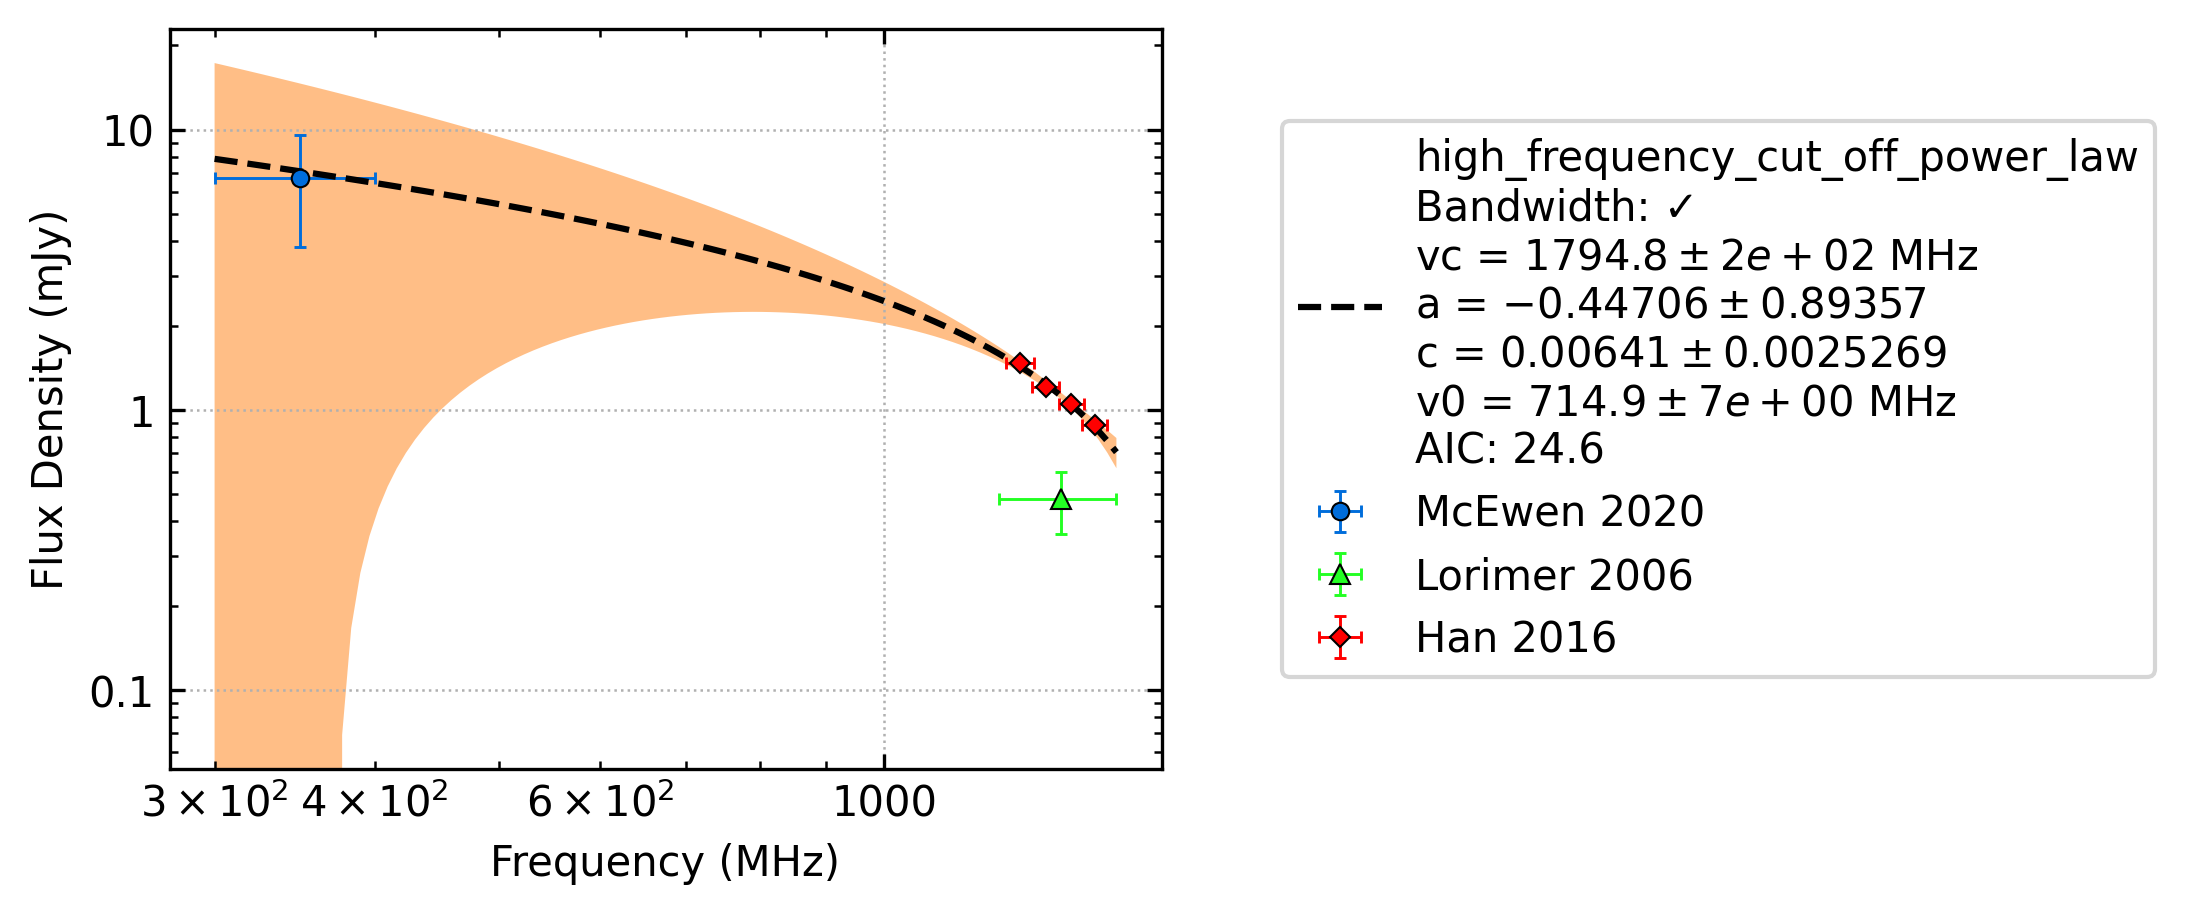 10
1
0.1
Flux Density (mJy)
3 × 10²
4 × 10²
6 × 10²
1000
Frequency (MHz)
high_frequency_cut_off_power_law
Bandwidth: ✓
vc = 1794.8 ± 2e + 02 MHz
a = −0.44706 ± 0.89357
c = 0.00641 ± 0.0025269
v0 = 714.9 ± 7e + 00 MHz
AIC: 24.6
McEwen 2020
Lorimer 2006
Han 2016